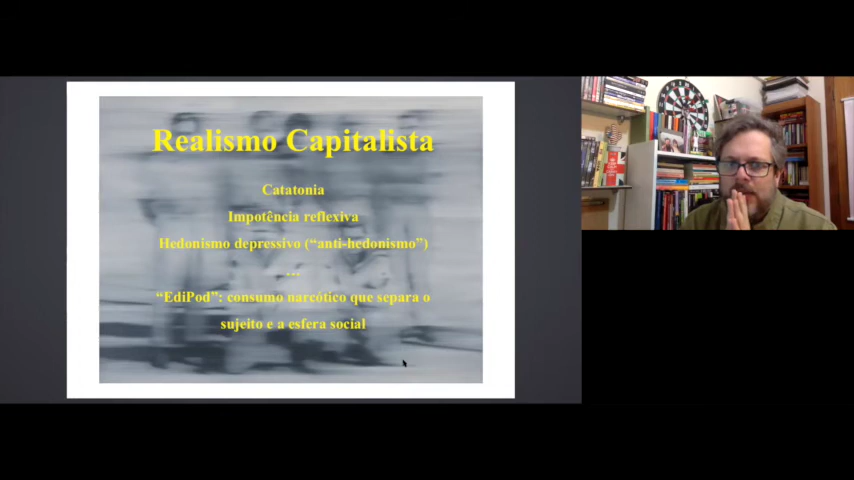 Realismo Capitalista
Catatonia
Impotência reflexiva
Hedonismo depressivo (“anti-hedonismo”)
…
“EdiPod”: consumo narcótico que separa o
sujeito e a esfera social